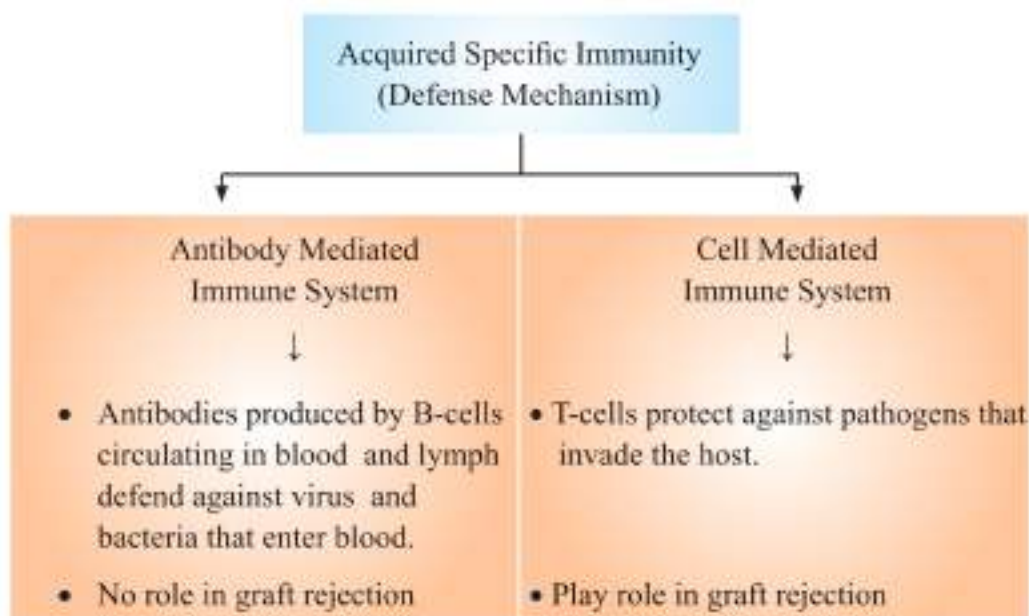 Acquired Specific Immunity
(Defense Mechanism)
Antibody Mediated
Immune System
↓
• Antibodies produced by B-cells
circulating in blood and lymph
defend against virus and
bacteria that enter blood.
• No role in graft rejection
Cell Mediated
Immune System
↓
• T-cells protect against pathogens that
invade the host.
• Play role in graft rejection